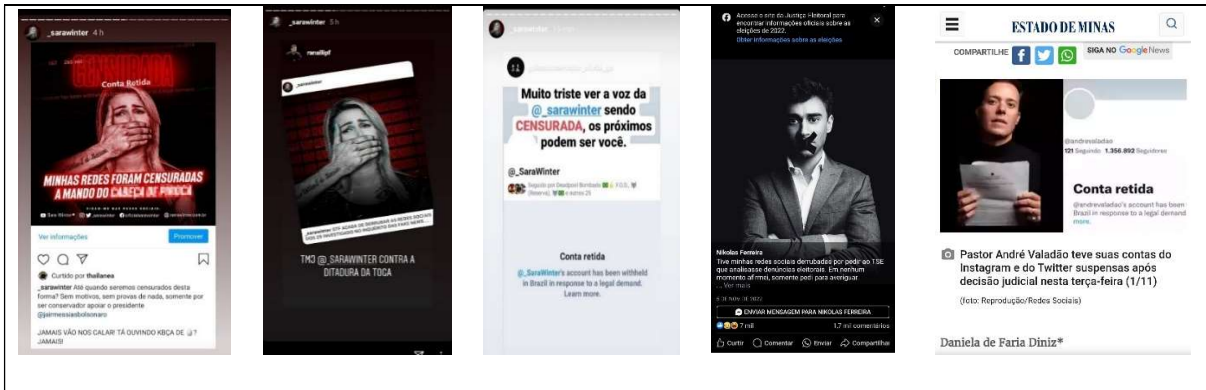 _sarawinter 4 h
CENSURADA
Conta Retida
MINHAS REDES FORAM CENSURADAS
A MANDO DO CABEÇA DE PIROCA
Ver informações
Promover
Curtido por thallanea
_sarawinter Até quando seremos censurados desta
forma? Sem motivos, sem provas de nada, somente por
ser conservador apoiar o presidente
@jairmessiasbolsonaro
JAMAIS VÃO NOS CALAR! TÁ OUVINDO KBÇA DE
JAMAIS!
_sarawinter 5 h
_sarawinter
TMJ @_SARAWINTER CONTRA A
DITADURA DA TOGA
_sarawinter
Muito triste ver a voz da
@_sarawinter sendo
CENSURADA, os próximos
podem ser você.
@_SaraWinter
Conta retida
@_SaraWinter's account has been withheld
in Brazil in response to a legal demand.
Learn more.
Acesse o site da Justiça Eleitoral para
encontrar informações oficiais sobre as
eleições de 2022.
Obter informações sobre as eleições
Nikolas Ferreira
Tive minhas redes sociais derrubadas por pedir ao TSE
que analisasse denúncias eleitorais. Em nenhum
momento afirmei, somente pedi para averiguar
... Ver mais
DE NOV. DE 2022
ENVIAR MENSAGEM PARA NIKOLAS FERREIRA
7 mil
1,7 mil comentários
Curtir Comentar Enviar Compartilhar
ESTADO DE MINAS
COMPARTILHE
SIGA NO Google News
@andrevaladao
121 Seguindo 1.356.892 Seguidores
Conta retida
@andrevaladao's account has been
Brazil in response to a legal demand
more.
Pastor André Valadão teve suas contas do
Instagram e do Twitter suspensas após
decisão judicial nesta terça-feira (1/11)
(foto: Reprodução/Redes Sociais)
Daniela de Faria Diniz*